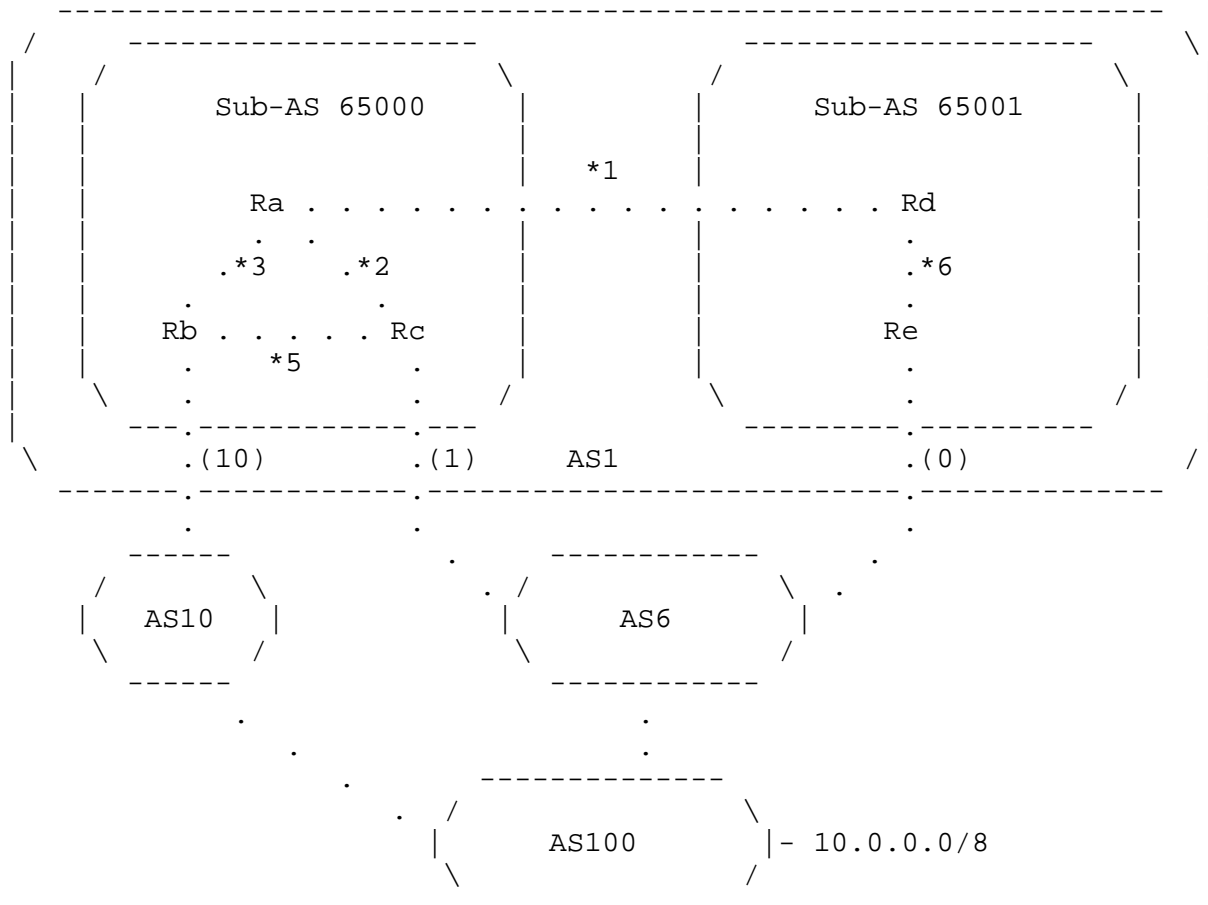 Sub-AS 65000 Sub-AS 65001
*1
Ra Rd
*3 *2 *6
Rb Rc Re
*5
(10) (1) AS1 (0)
AS10 AS6
AS100 - 10.0.0.0/8